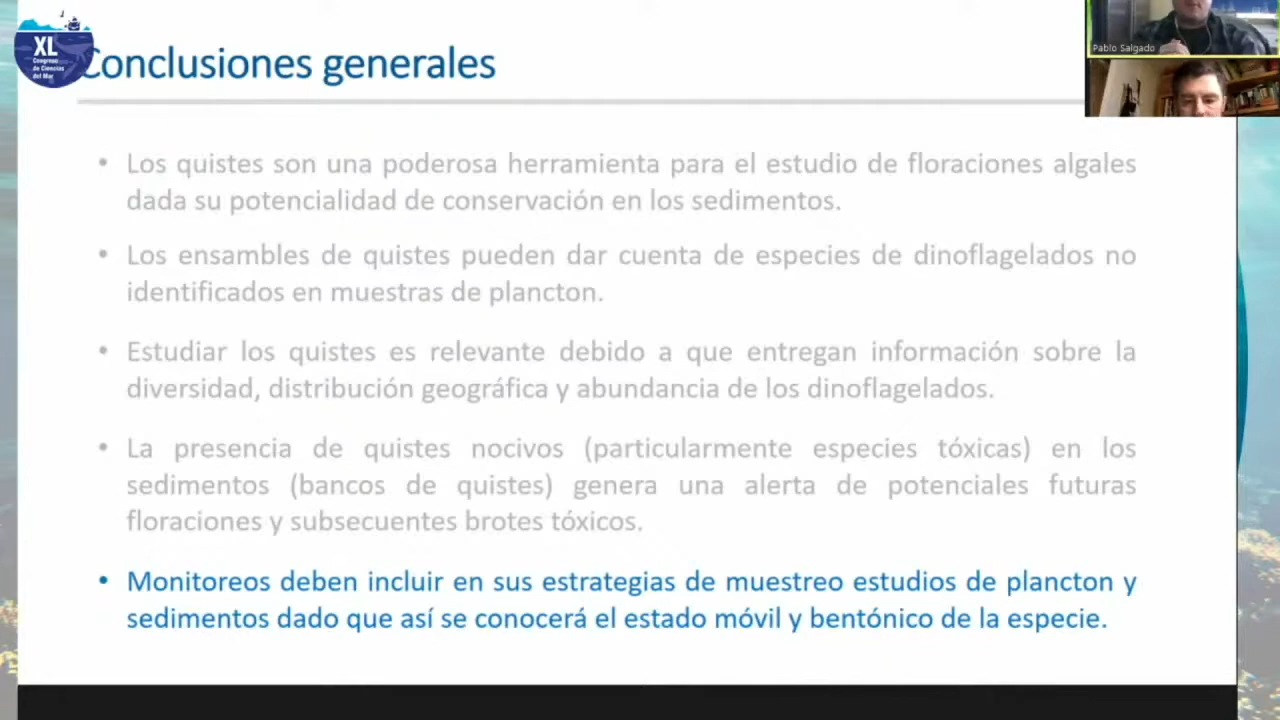 XL
Congreso
de Ciencias
del Mar
Conclusiones generales
Pablo Salgado
• Los quistes son una poderosa herramienta para el estudio de floraciones algales
dada su potencialidad de conservación en los sedimentos.
• Los ensambles de quistes pueden dar cuenta de especies de dinoflagelados no
identificados en muestras de plancton.
• Estudiar los quistes es relevante debido a que entregan información sobre la
diversidad, distribución geográfica y abundancia de los dinoflagelados.
• La presencia de quistes nocivos (particularmente especies tóxicas) en los
sedimentos (bancos de quistes) genera una alerta de potenciales futuras
floraciones y subsecuentes brotes tóxicos.
• Monitoreos deben incluir en sus estrategias de muestreo estudios de plancton y
sedimentos dado que así se conocerá el estado móvil y bentónico de la especie.